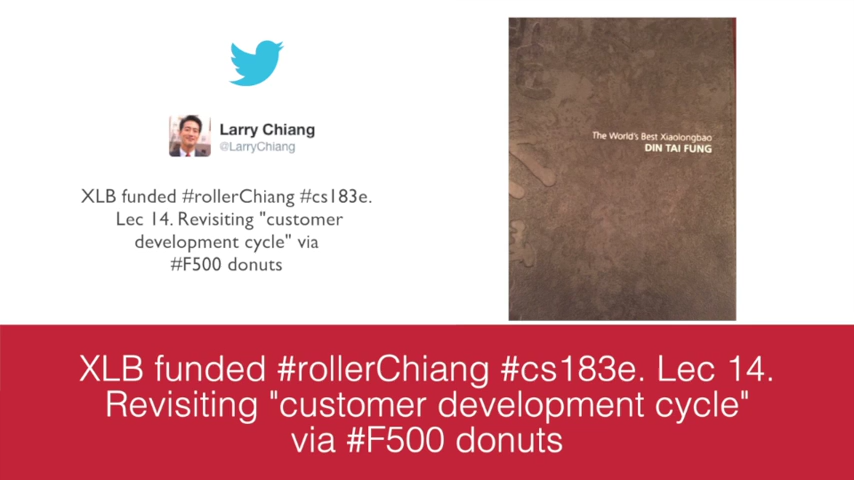 Larry Chiang
@LarryChiang
XLB funded #rollerChiang #cs183e.
Lec 14. Revisiting "customer
development cycle" via
#F500 donuts
The World's Best Xiaolongbao
DIN TAI FUNG
XLB funded #rollerChiang #cs183e. Lec 14.
Revisiting "customer development cycle"
via #F500 donuts